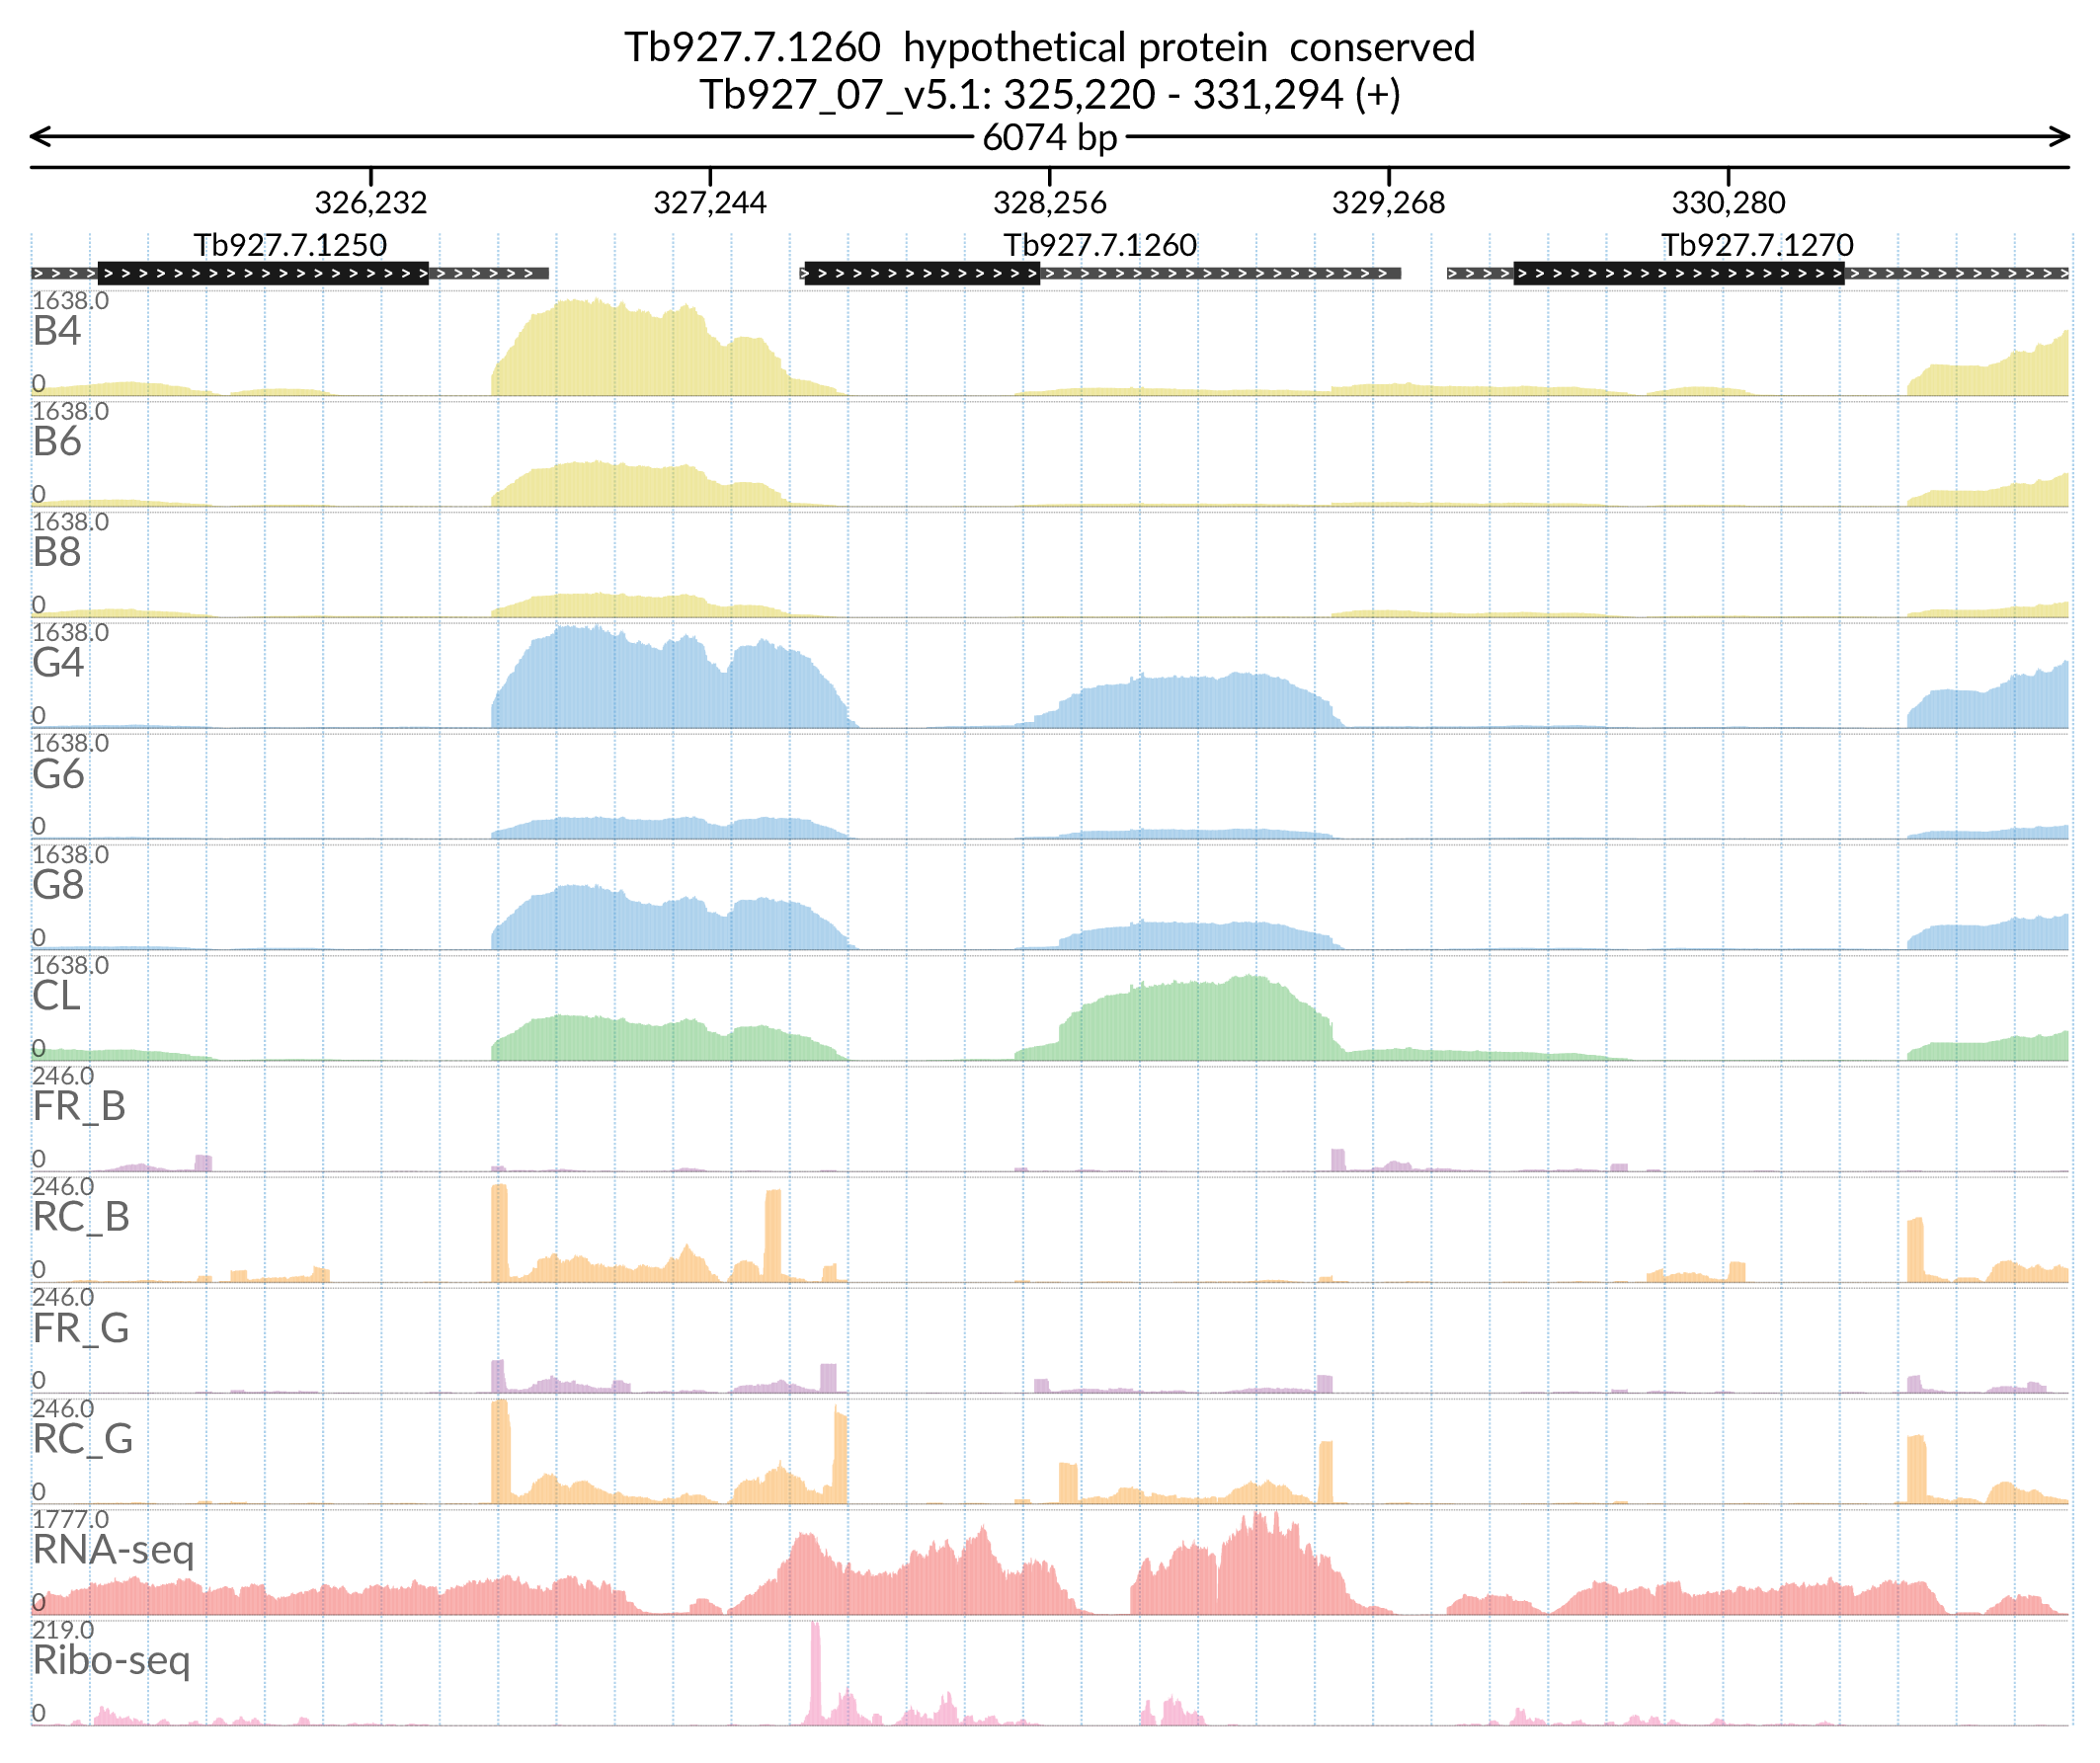 Tb927.7.1260 hypothetical protein conserved
Tb927_07_v5.1: 325,220 - 331,294 (+)
6074 bp
326,232 327,244 328,256 329,268 330,280
Tb927.7.1250 Tb927.7.1260 Tb927.7.1270
1638.0
B4
0
1638.0
B6
0
1638.0
B8
0
1638.0
G4
0
1638.0
G6
0
1638.0
G8
0
1638.0
CL
0
246.0
FR_B
0
246.0
RC_B
0
246.0
FR_G
0
246.0
RC_G
0
1777.0
RNA-seq
0
219.0
Ribo-seq
0